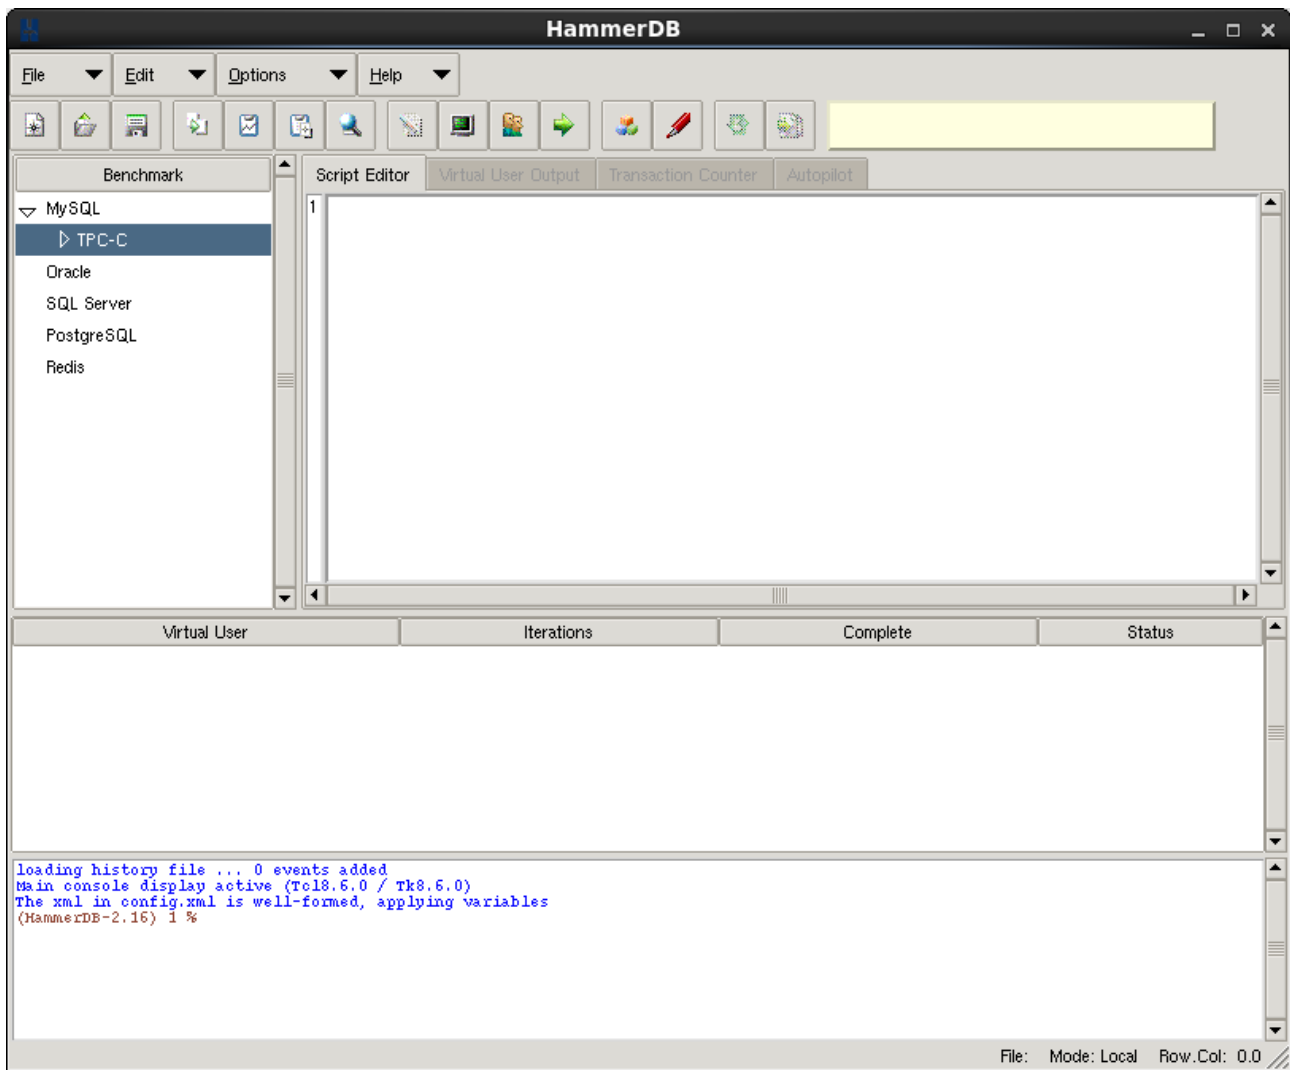 HammerDB
File Edit Options Help
Benchmark
MySQL
TPC-C
Oracle
SQL Server
PostgreSQL
Redis
Script Editor Virtual User Output Transaction Counter Autopilot
1
Virtual User Iterations Complete Status
loading history file ... 0 events added
Main console display active (Tcl8.6.0 / Tk8.6.0)
The xml in config.xml is well-formed, applying variables
(HammerDB-2.16) 1 %
File: Mode: Local Row.Col: 0.0